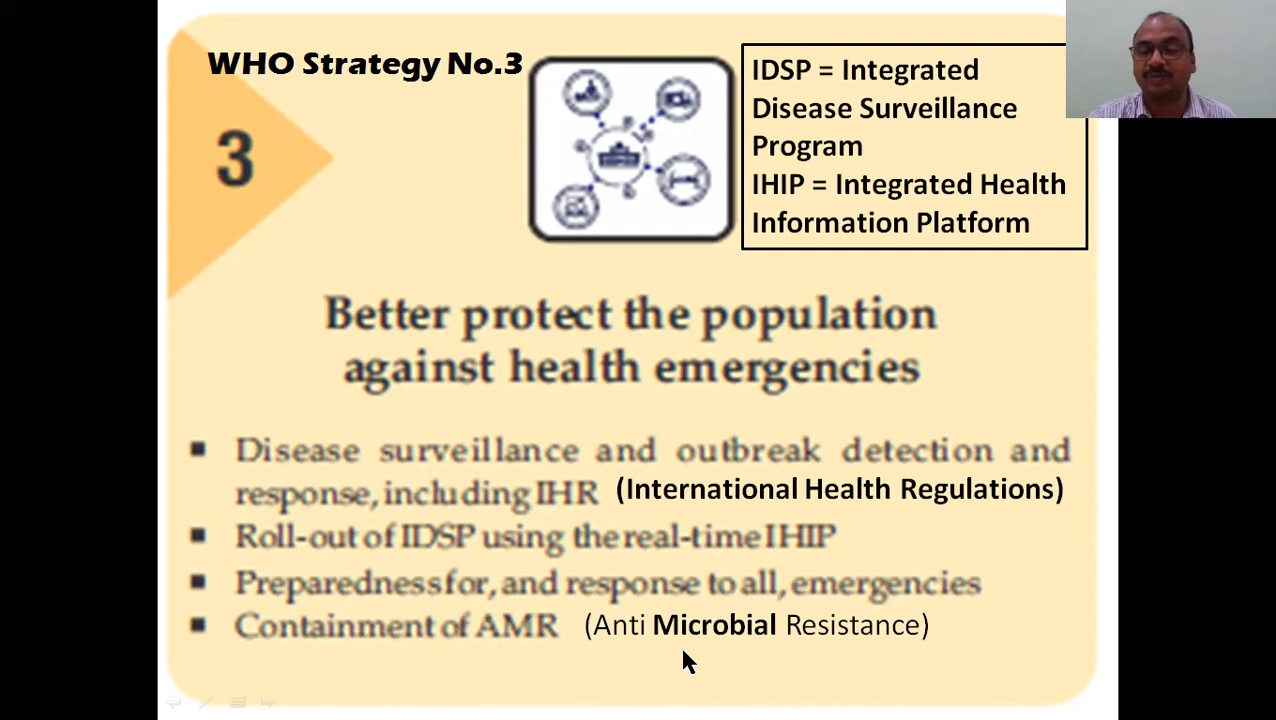 WHO Strategy No.3
3
IDSP = Integrated
Disease Surveillance
Program
IHIP = Integrated Health
Information Platform
Better protect the population
against health emergencies
▪ Disease surveillance and outbreak detection and
response, including IHR (International Health Regulations)
▪ Roll-out of IDSP using the real-time IHIP
▪ Preparedness for, and response to all, emergencies
▪ Containment of AMR (Anti Microbial Resistance)